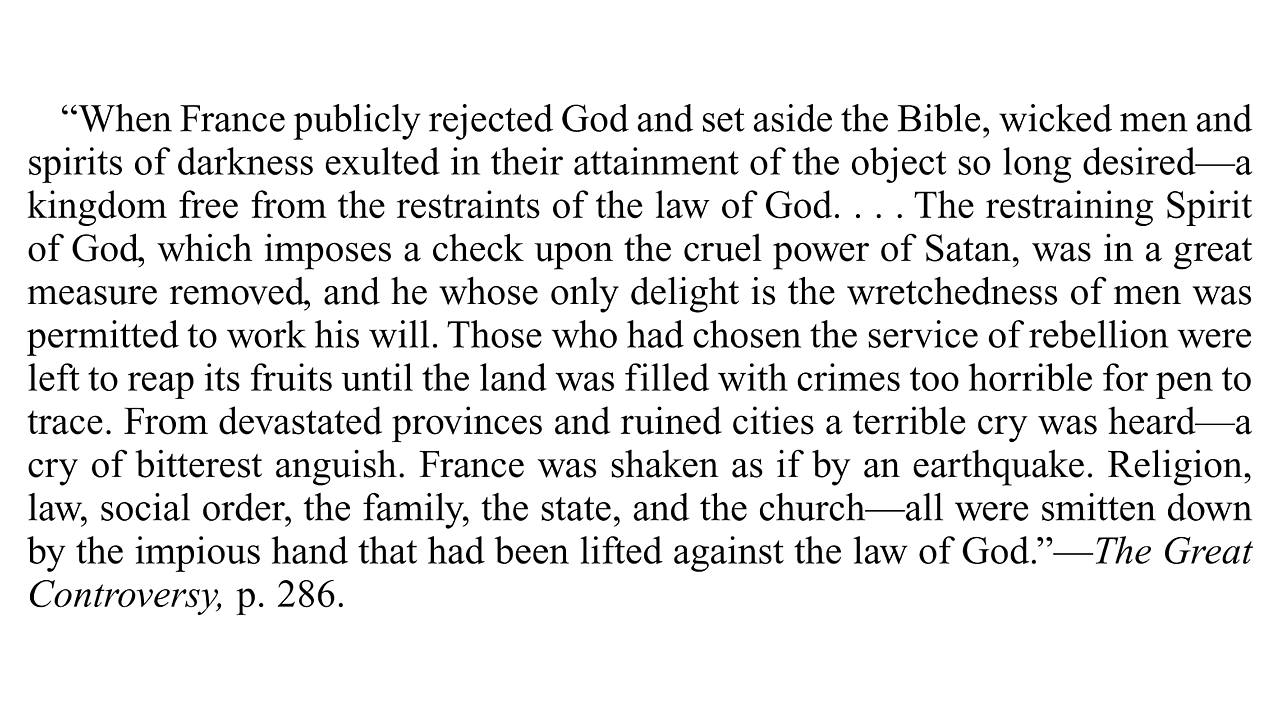 “When France publicly rejected God and set aside the Bible, wicked men and
spirits of darkness exulted in their attainment of the object so long desired—a
kingdom free from the restraints of the law of God. . . . The restraining Spirit
of God, which imposes a check upon the cruel power of Satan, was in a great
measure removed, and he whose only delight is the wretchedness of men was
permitted to work his will. Those who had chosen the service of rebellion were
left to reap its fruits until the land was filled with crimes too horrible for pen to
trace. From devastated provinces and ruined cities a terrible cry was heard—a
cry of bitterest anguish. France was shaken as if by an earthquake. Religion,
law, social order, the family, the state, and the church—all were smitten down
by the impious hand that had been lifted against the law of God.”—The Great
Controversy, p. 286.